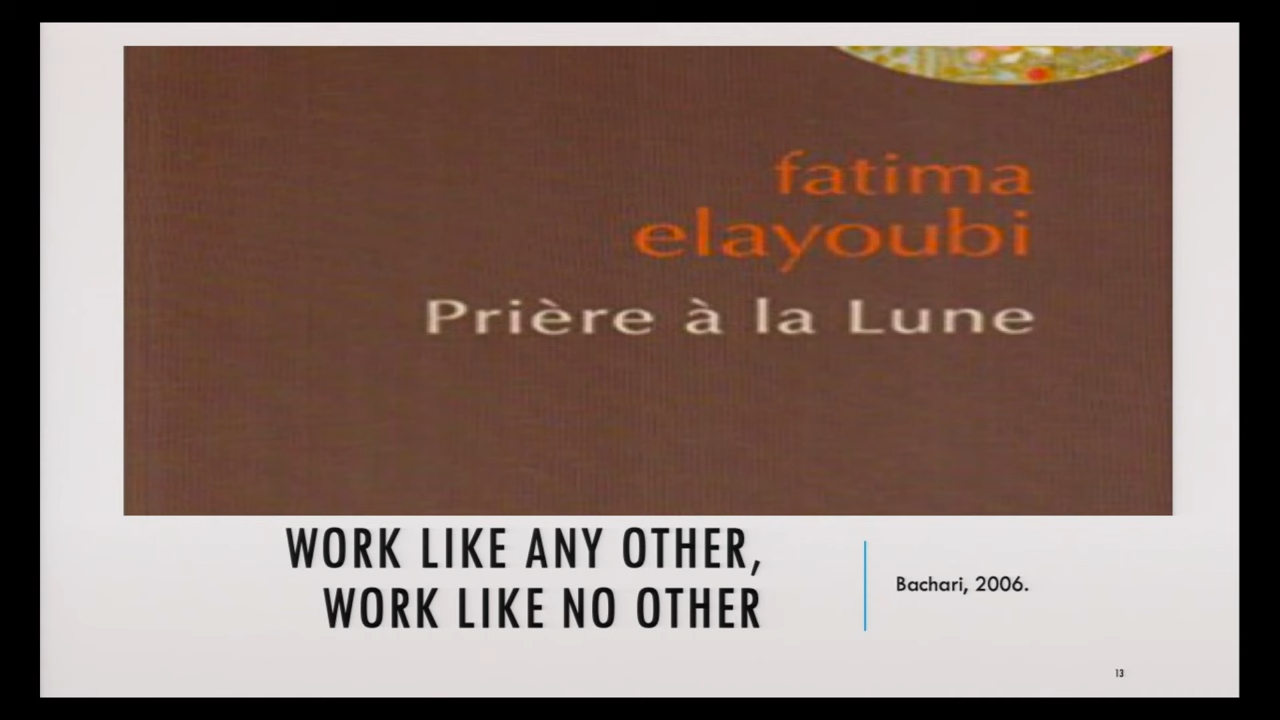 fatima
elayoubi
Prière à la Lune
WORK LIKE ANY OTHER,
WORK LIKE NO OTHER
Bachari, 2006.
13